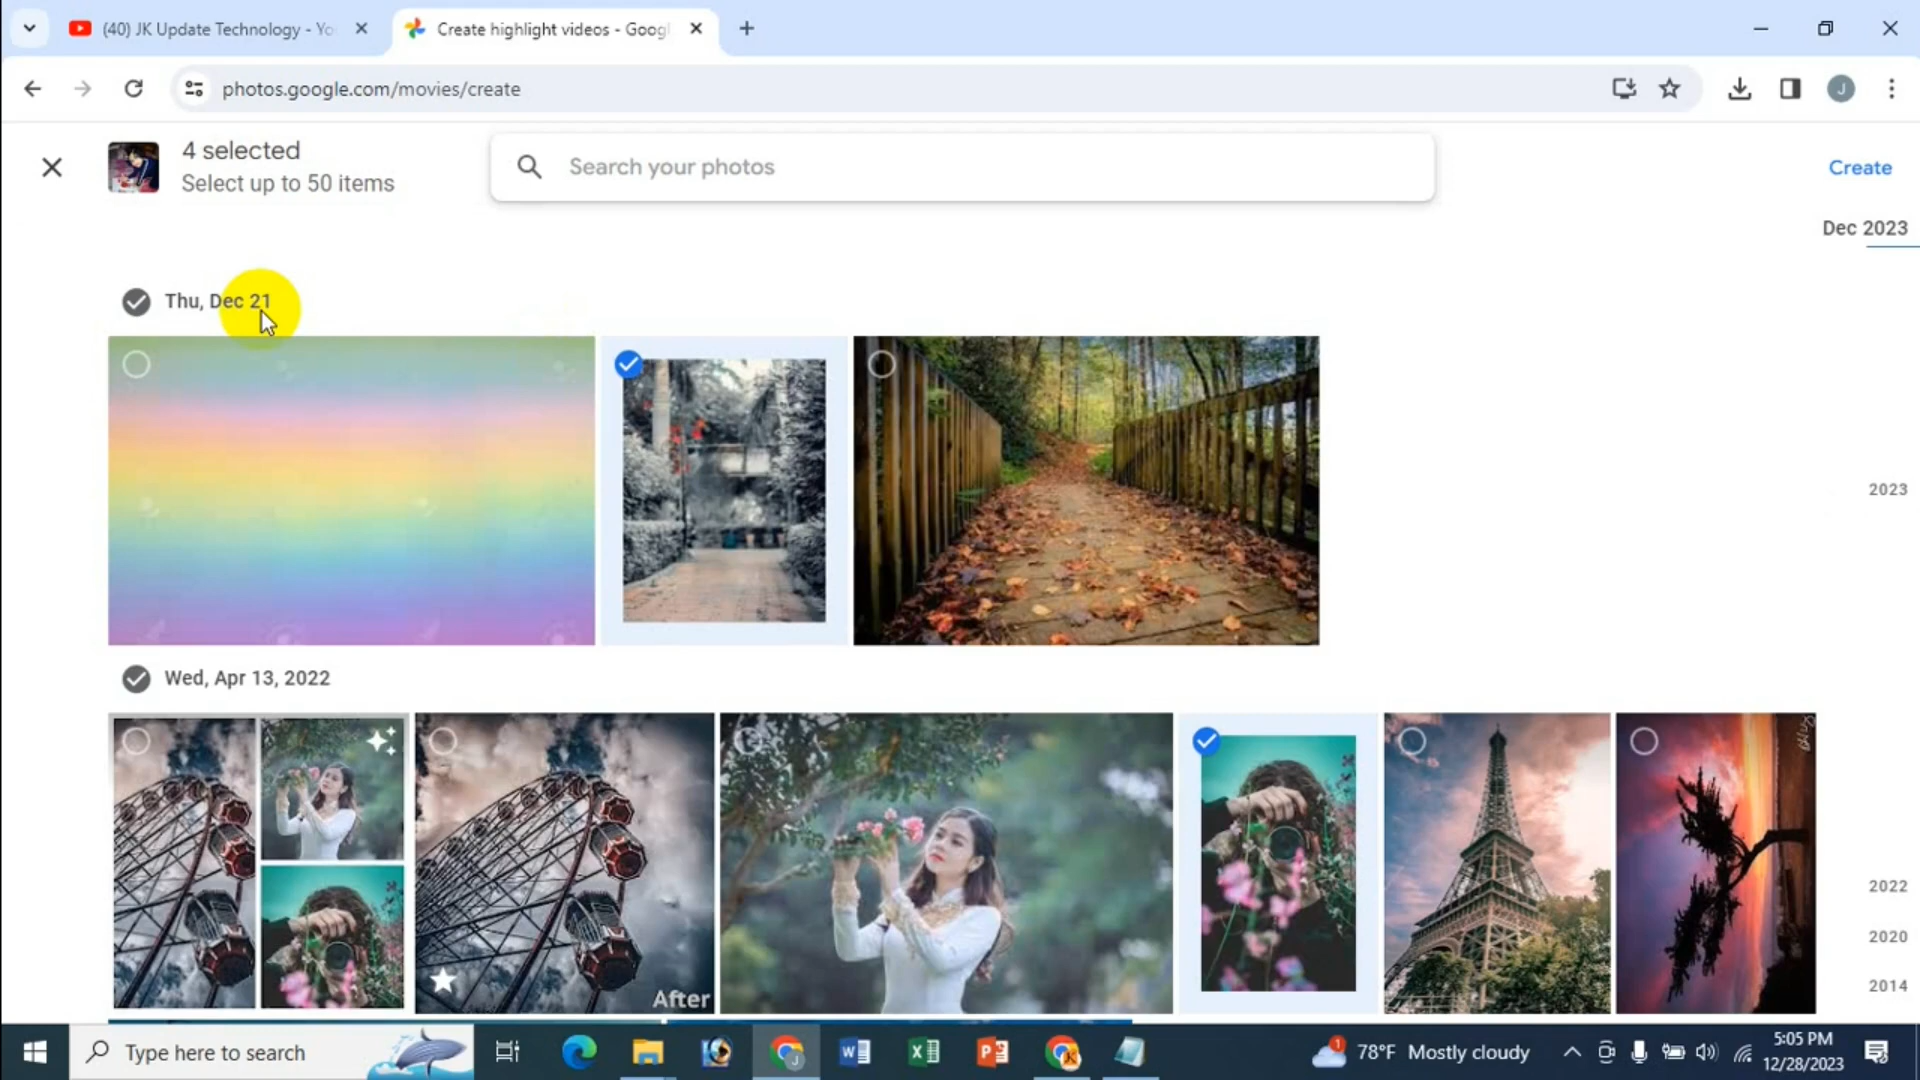 (40) JK Update Technology - Yo
Create highlight videos - Googl
photos.google.com/movies/create
J
4 selected
Select up to 50 items
Search your photos
Create
Dec 2023
Thu, Dec 21
2023
Wed, Apr 13, 2022
After
2022
2020
2014
Type here to search
78°F Mostly cloudy
5:05 PM
12/28/2023